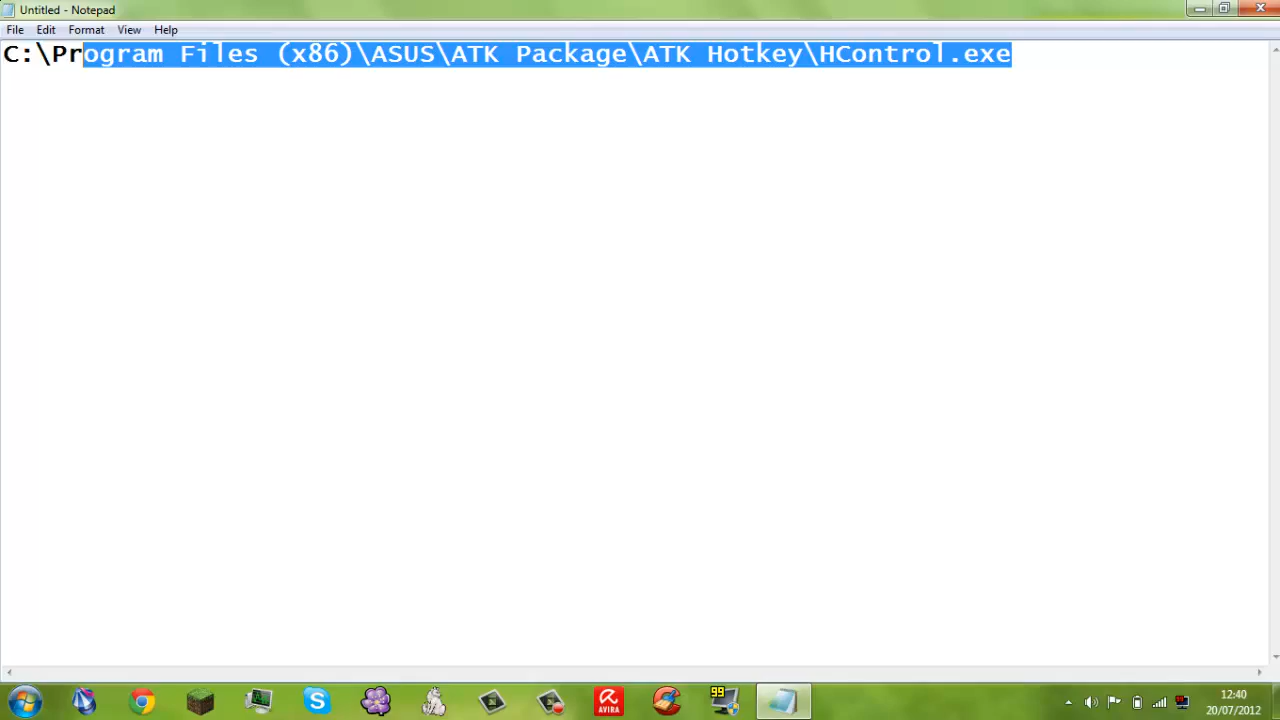 Untitled - Notepad
File Edit Format View Help
C:\Program Files (x86)\ASUS\ATK Package\ATK Hotkey\HControl.exe
AVIRA
99
12:40
20/07/2012